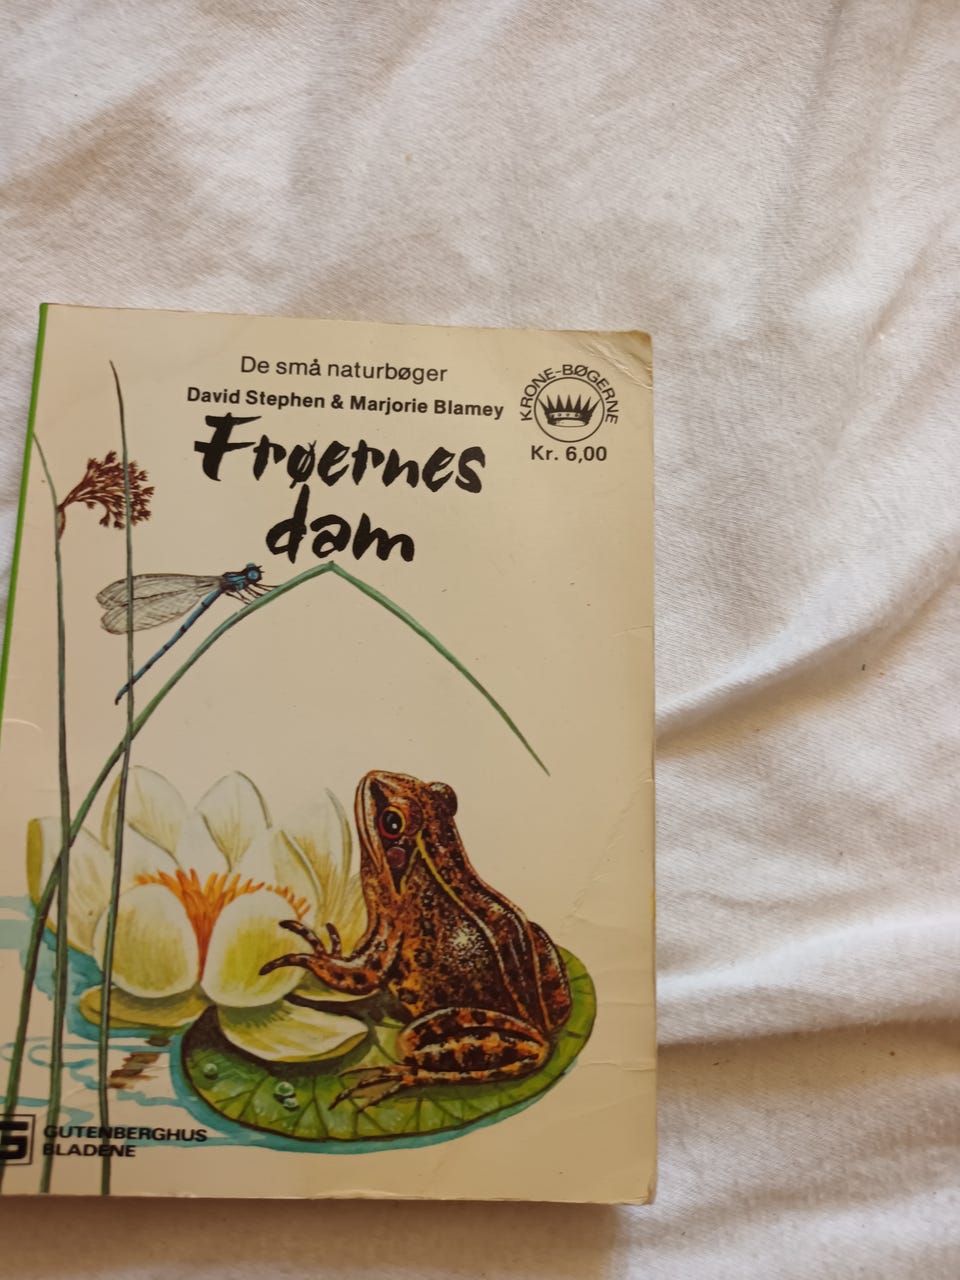 De små naturbøger
David Stephen & Marjorie Blamey
KRONE-BØGERNE
Kr. 6,00
Frøernes
dam
G
GUTENBERGHUS
BLADENE